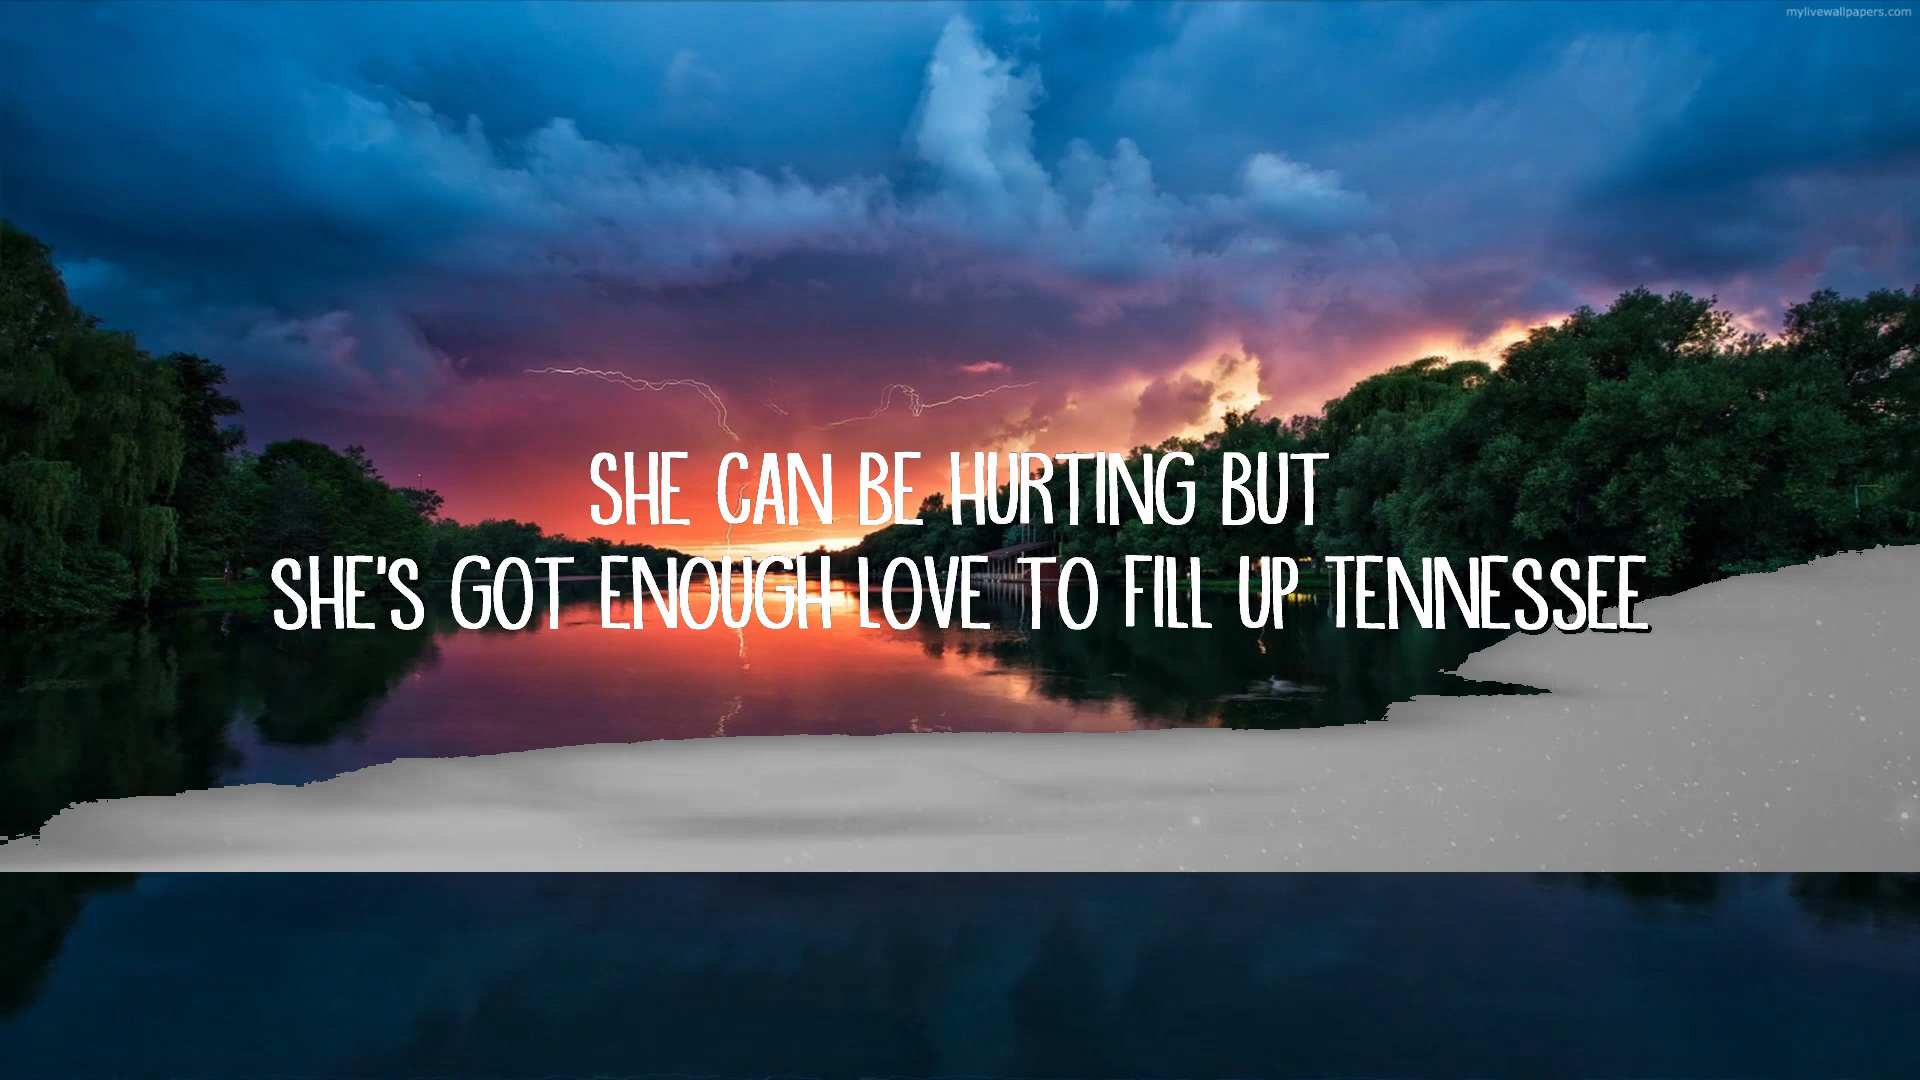 mylivewallpapers.com
SHE CAN BE HURTING BUT
SHE'S GOT ENOUGH LOVE TO FILL UP TENNESSEE